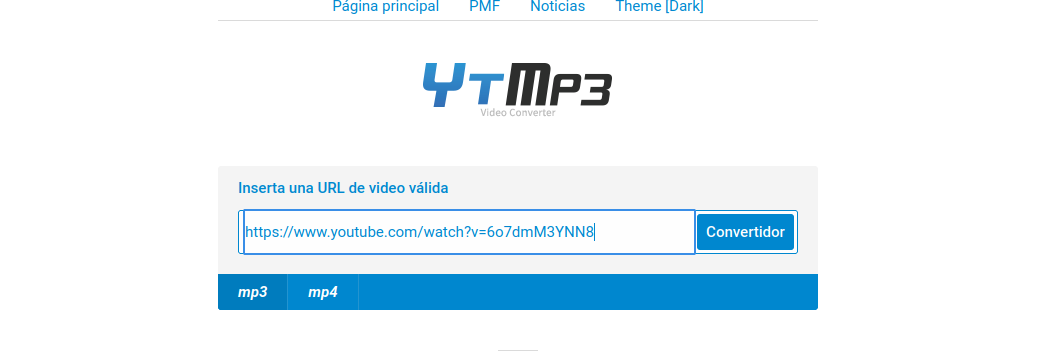 Página principal PMF Noticias Theme [Dark]
YTMP3
Video Converter
Inserta una URL de video válida
https://www.youtube.com/watch?v=6o7dmM3YNN8 Convertidor
mp3 mp4